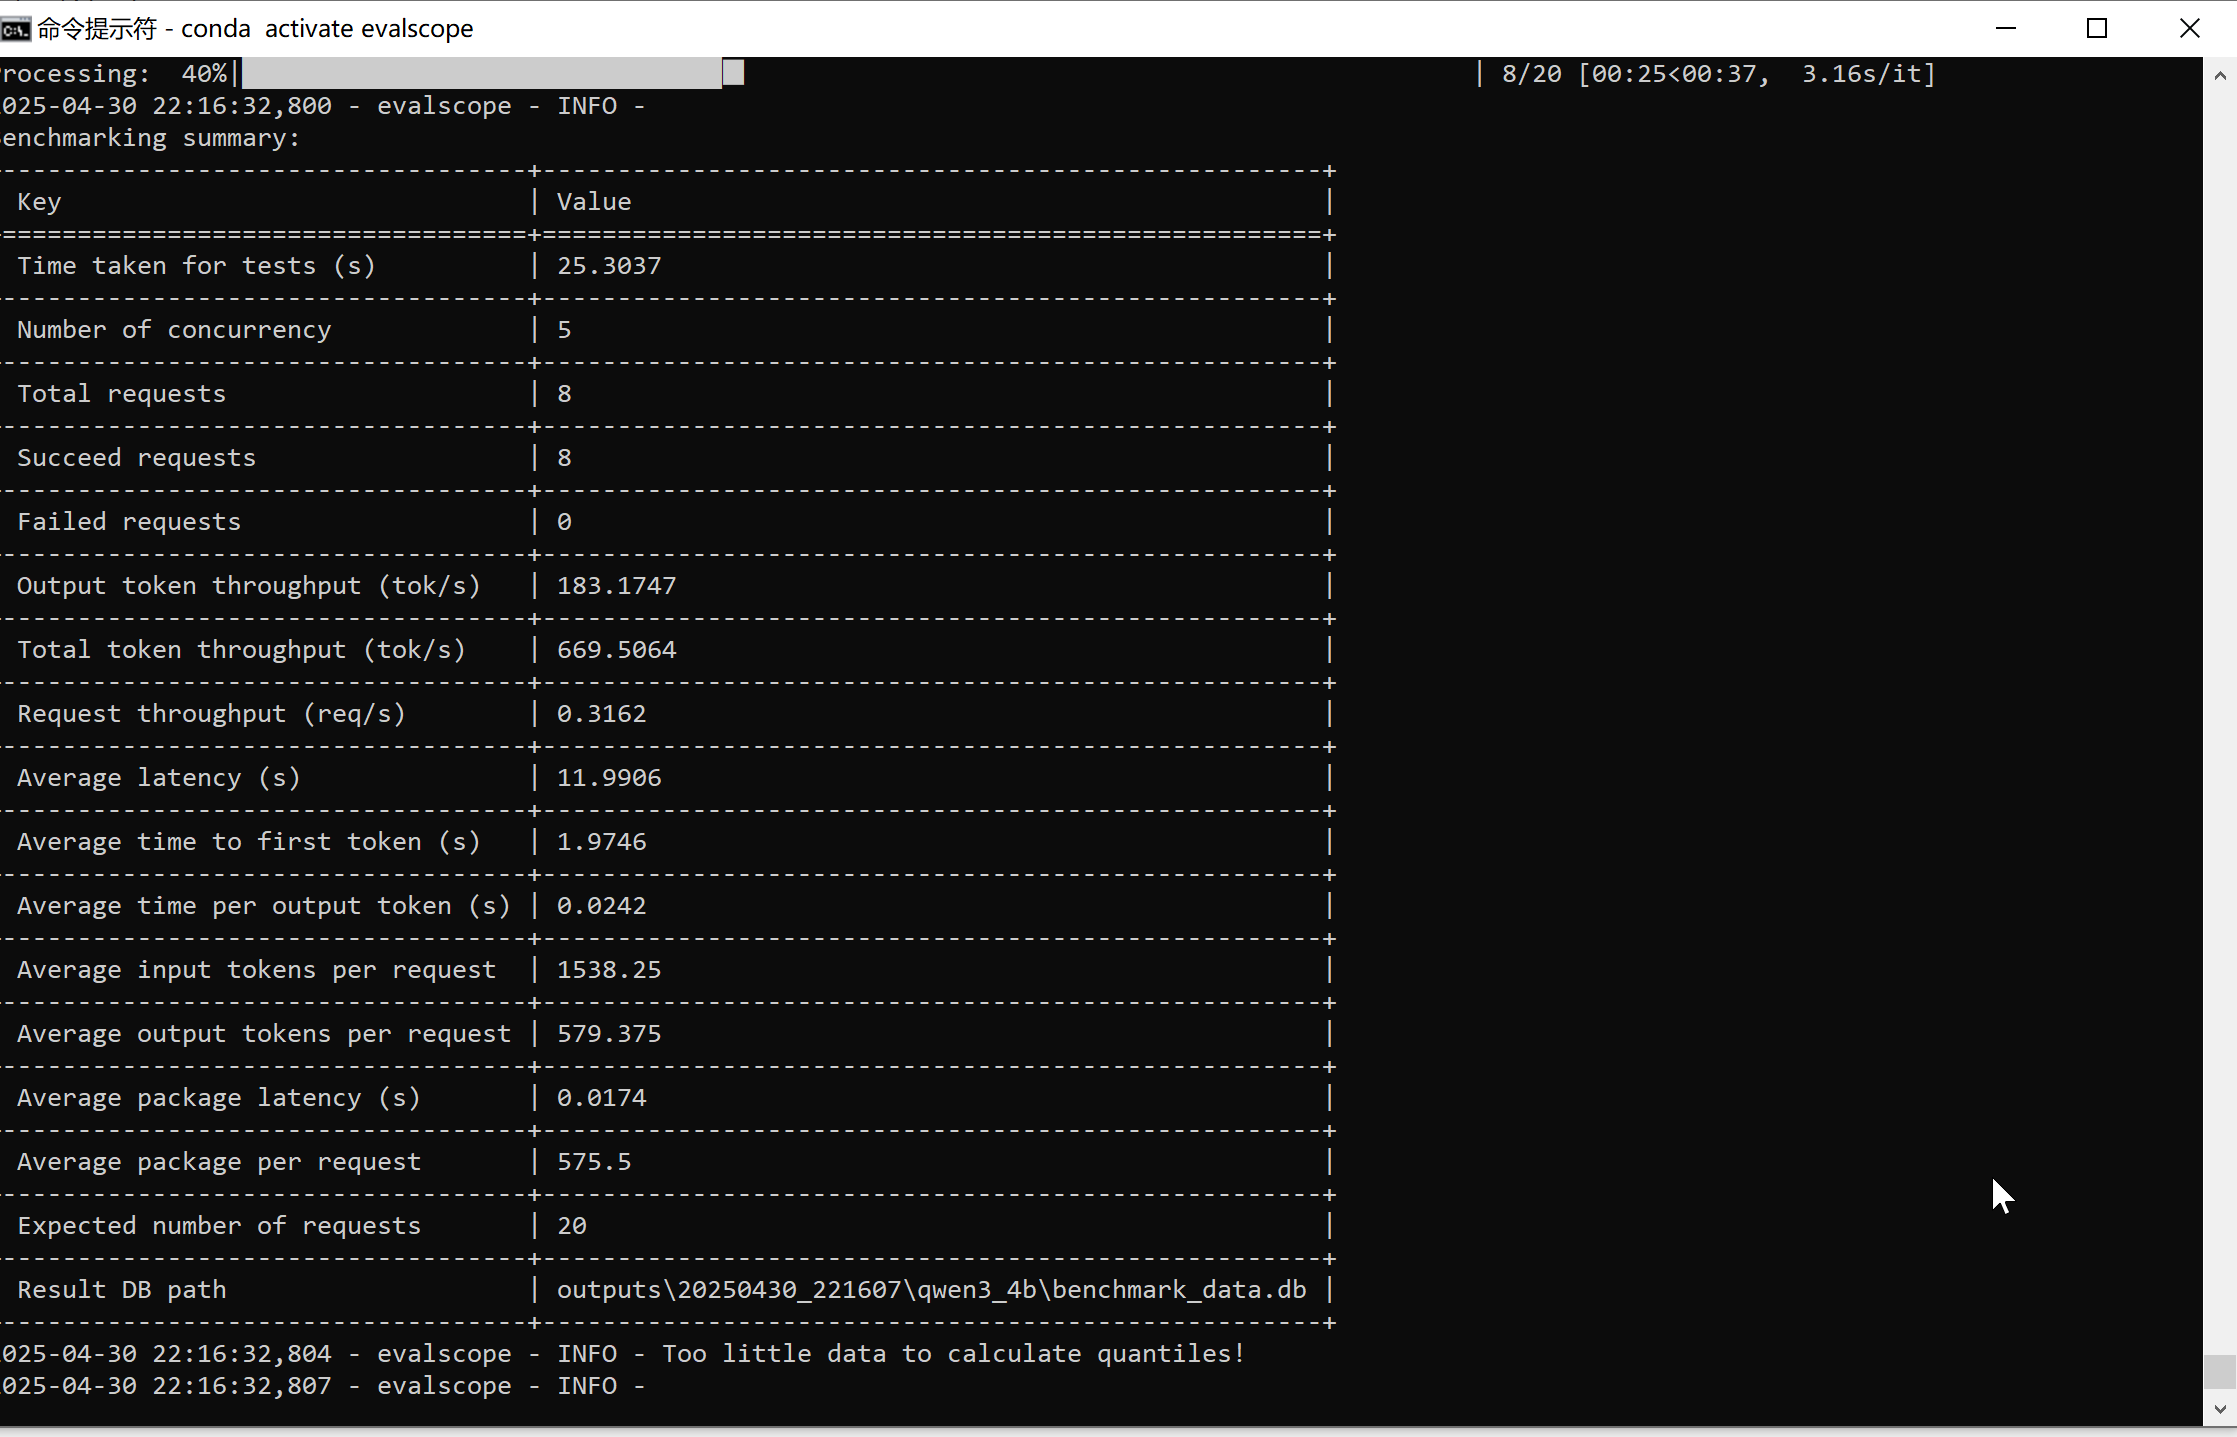 命令提示符 - conda  activate evalscope
rocessing:  40%| | 8/20 [00:25<00:37,  3.16s/it]
025-04-30 22:16:32,800 - evalscope - INFO -
enchmarking summary:
-----------------------------------+----------------------------------------------------+
Key | Value |
===================================+====================================================+
Time taken for tests (s) | 25.3037 |
-----------------------------------+----------------------------------------------------+
Number of concurrency | 5 |
-----------------------------------+----------------------------------------------------+
Total requests | 8 |
-----------------------------------+----------------------------------------------------+
Succeed requests | 8 |
-----------------------------------+----------------------------------------------------+
Failed requests | 0 |
-----------------------------------+----------------------------------------------------+
Output token throughput (tok/s) | 183.1747 |
-----------------------------------+----------------------------------------------------+
Total token throughput (tok/s) | 669.5064 |
-----------------------------------+----------------------------------------------------+
Request throughput (req/s) | 0.3162 |
-----------------------------------+----------------------------------------------------+
Average latency (s) | 11.9906 |
-----------------------------------+----------------------------------------------------+
Average time to first token (s) | 1.9746 |
-----------------------------------+----------------------------------------------------+
Average time per output token (s) | 0.0242 |
-----------------------------------+----------------------------------------------------+
Average input tokens per request | 1538.25 |
-----------------------------------+----------------------------------------------------+
Average output tokens per request | 579.375 |
-----------------------------------+----------------------------------------------------+
Average package latency (s) | 0.0174 |
-----------------------------------+----------------------------------------------------+
Average package per request | 575.5 |
-----------------------------------+----------------------------------------------------+
Expected number of requests | 20 |
-----------------------------------+----------------------------------------------------+
Result DB path | outputs\20250430_221607\qwen3_4b\benchmark_data.db |
-----------------------------------+----------------------------------------------------+
025-04-30 22:16:32,804 - evalscope - INFO - Too little data to calculate quantiles!
025-04-30 22:16:32,807 - evalscope - INFO -